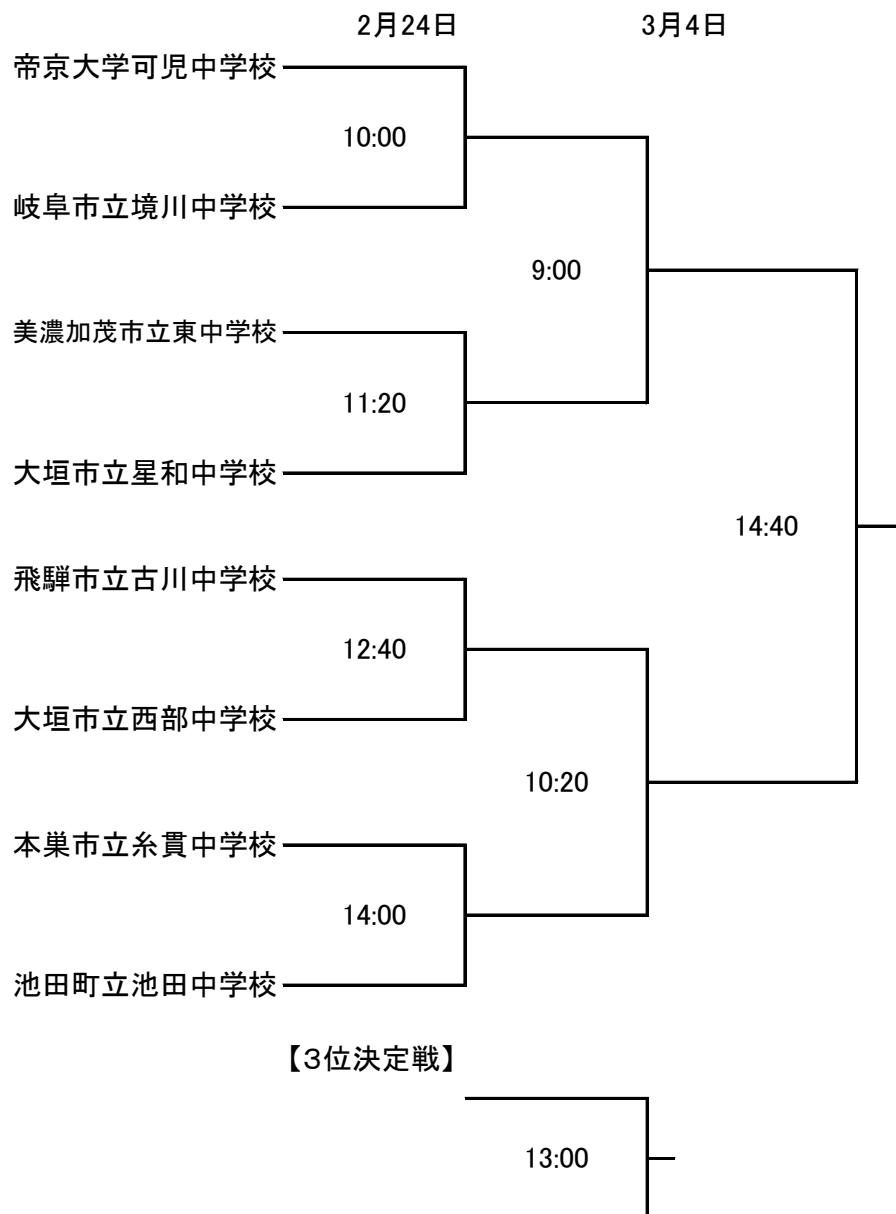 2月24日 3月4日
帝京大学可児中学校
10:00
岐阜市立境川中学校
9:00
美濃加茂市立東中学校
11:20
大垣市立星和中学校
14:40
飛騨市立古川中学校
12:40
大垣市立西部中学校
10:20
本巣市立糸貫中学校
14:00
池田町立池田中学校
【3位決定戦】
13:00